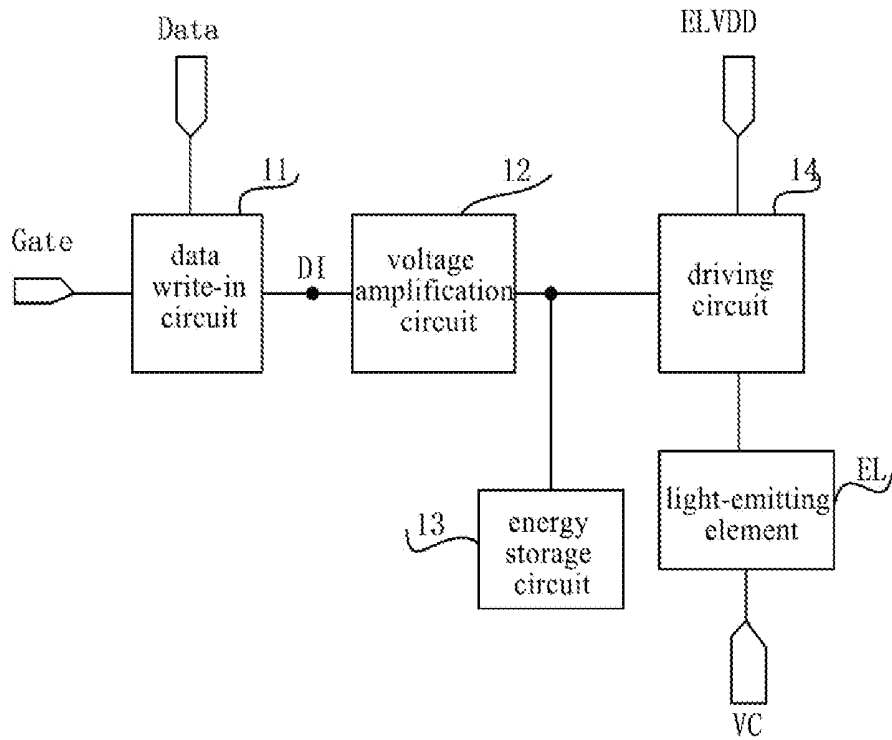 Data
ELVDD
11
12
14
Gate
data
write-in
circuit
DI
voltage
amplification
circuit
driving
circuit
13
energy
storage
circuit
light-emitting
element
EL
VC